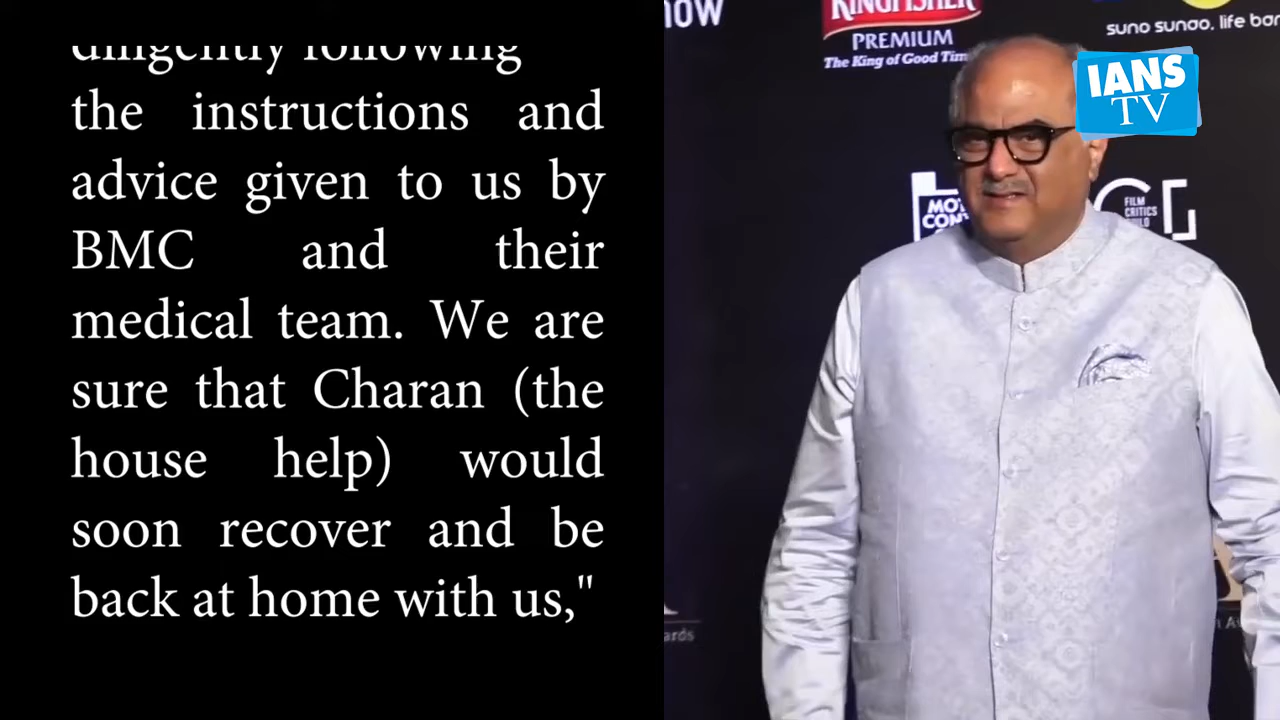 diligently following
the instructions and
advice given to us by
BMC and their
medical team. We are
sure that Charan (the
house help) would
soon recover and be
back at home with us,"
KINGFISHER
PREMIUM
The King of Good Tim
suno sunao. life
IANS
TV
FILM
CRITICS